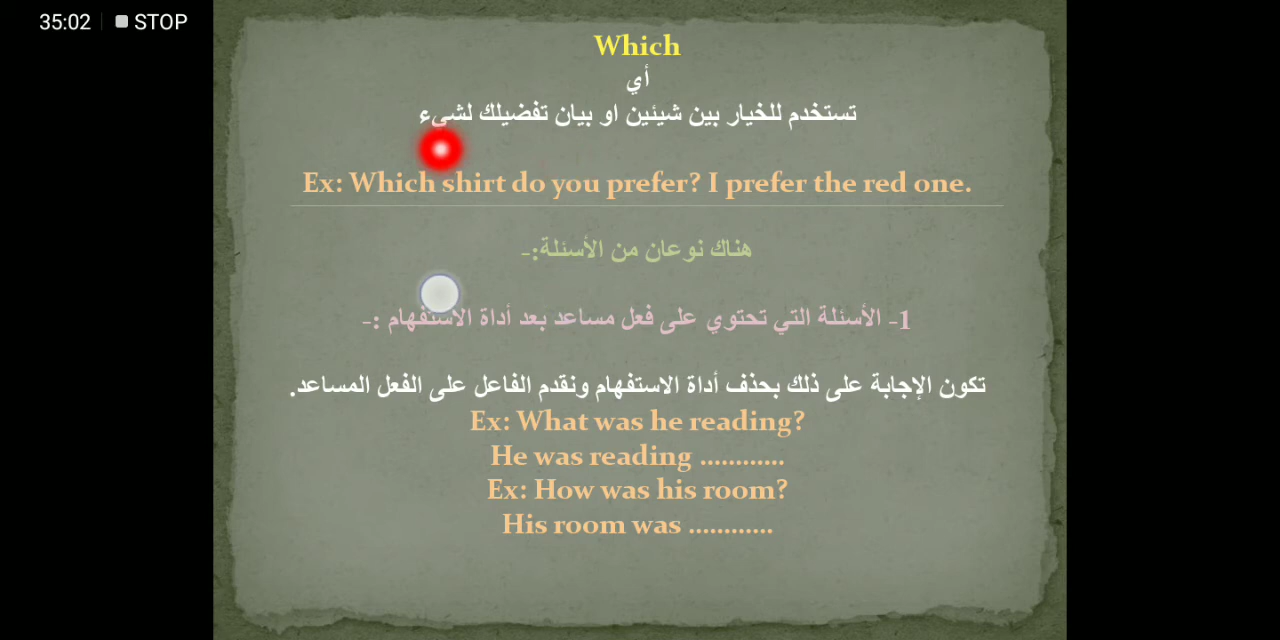 35:02 STOP
Which
أي
تستخدم للخيار بين شيئين او بيان تفضيلك لشيء
Ex: Which shirt do you prefer? I prefer the red one.
هناك نوعان من الأسئلة:-
1- الأسئلة التي تحتوي على فعل مساعد بعد أداة الاستفهام :-
تكون الإجابة على ذلك بحذف أداة الاستفهام ونقدم الفاعل على الفعل المساعد.
Ex: What was he reading?
He was reading ............
Ex: How was his room?
His room was ............